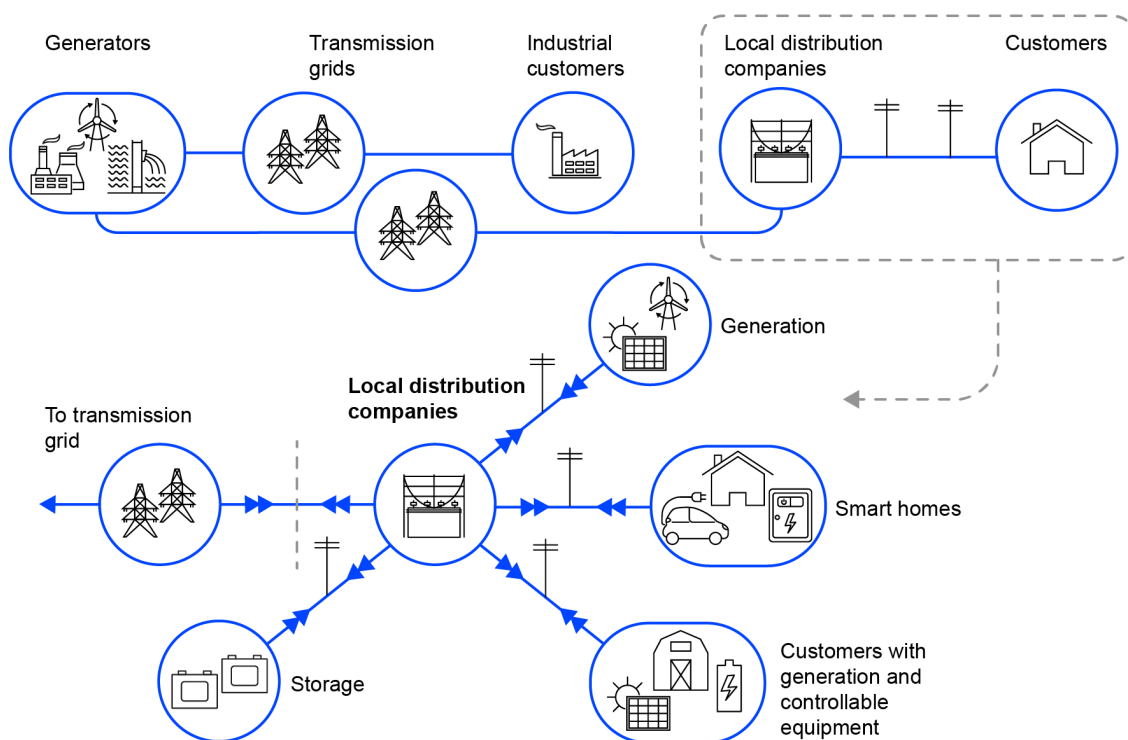 Generators
Transmission
grids
Industrial
customers
Local distribution
companies
Customers
Generation
Local distribution
companies
To transmission
grid
Smart homes
Storage
Customers with
generation and
controllable
equipment